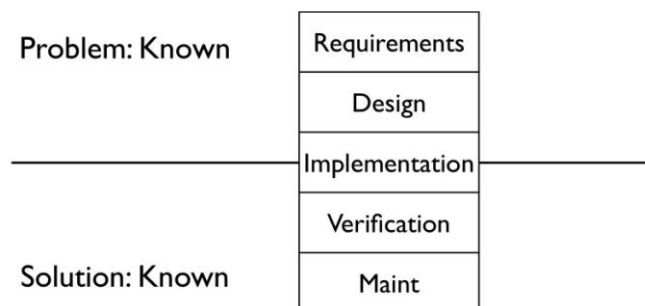 Problem: Known
Requirements
Design
Implementation
Verification
Solution: Known
Maint